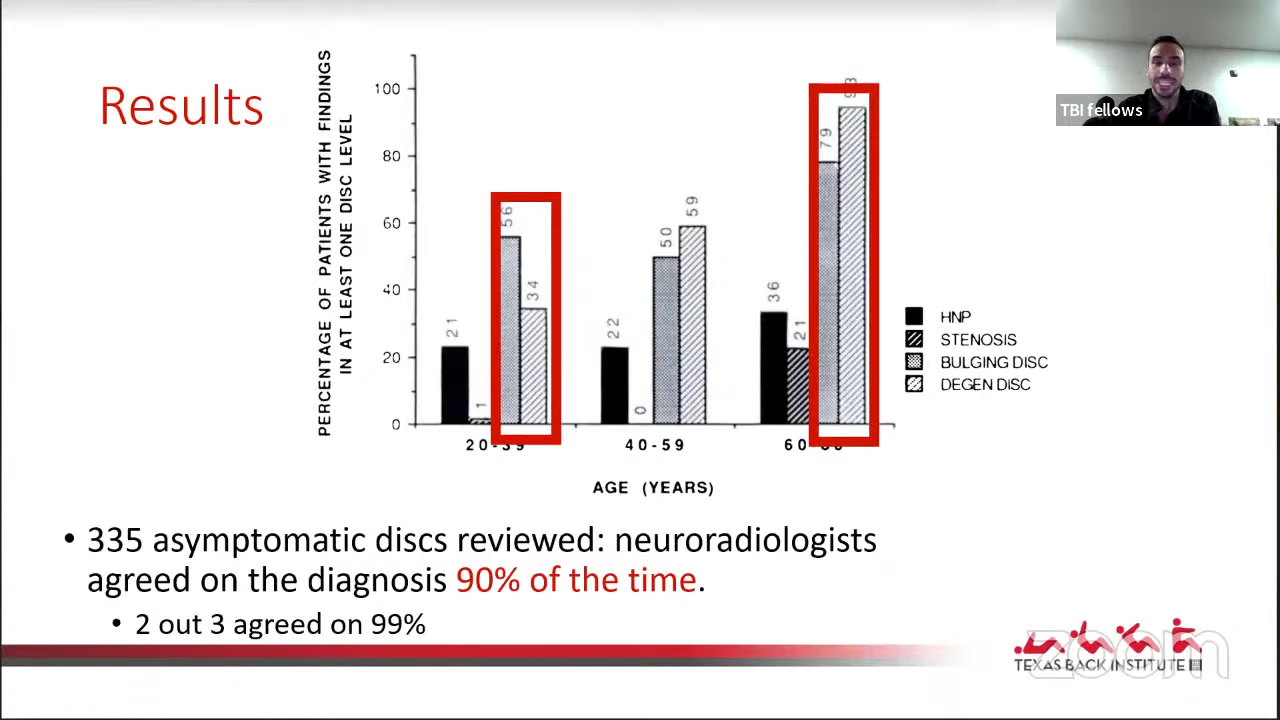 Results
PERCENTAGE OF PATIENTS WITH FINDINGS
IN AT LEAST ONE DISC LEVEL
100
80
60
40
20
0
21
1
56
34
22
0
50
59
36
21
79
93
20-39
40-59
AGE (YEARS)
HNP
STENOSIS
BULGING DISC
DEGEN DISC
TBI fellows
• 335 asymptomatic discs reviewed: neuroradiologists
agreed on the diagnosis 90% of the time.
• 2 out 3 agreed on 99%
zoom
TEXAS BACK INSTITUTE